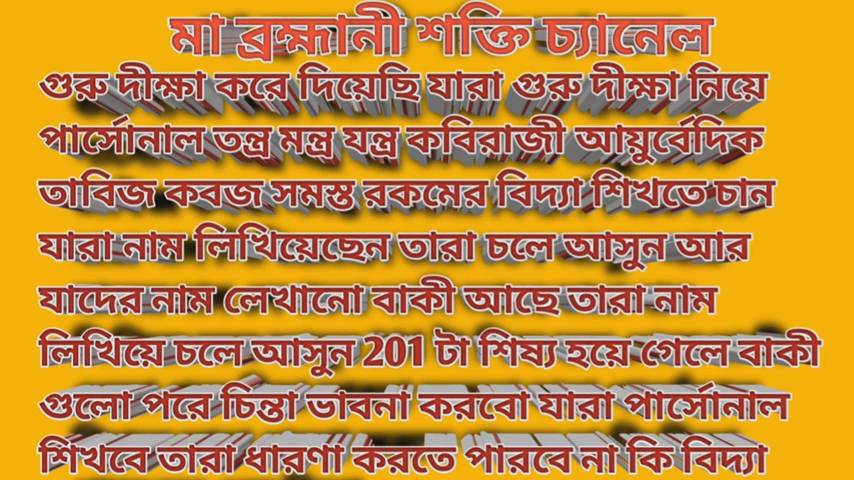 মা ব্রহ্মানী শক্তি চ্যানেল
গুরু দীক্ষা করে দিয়েছি যারা গুরু দীক্ষা নিয়ে
পার্সোনাল তন্ত্র মন্ত্র যন্ত্র কবিরাজী আয়ুর্বেদিক
তাবিজ কবজ সমস্ত রকমের বিদ্যা শিখতে চান
যারা নাম লিখিয়েছেন তারা চলে আসুন আর
যাদের নাম লেখানো বাকী আছে তারা নাম
লিখিয়ে চলে আসুন 201 টা শিষ্য হয়ে গেলে বাকী
গুলো পরে চিন্তা ভাবনা করবো যারা পার্সোনাল
শিখবে তারা ধারণা করতে পারবে না কি বিদ্যা